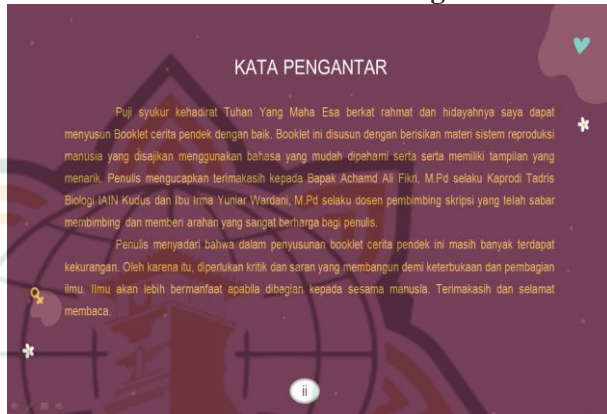 KATA PENGANTAR
Puji syukur kehadirat Tuhan Yang Maha Esa berkat rahmat dan hidayahnya saya dapat
menyusun Booklet cerita pendek dengan baik. Booklet ini disusun dengan berisikan materi sistem reproduksi
manusia yang disajikan menggunakan bahasa yang mudah dipahami serta serta memiliki tampilan yang
menarik. Penulis mengucapkan terimakasih kepada Bapak Achamd Ali Fikri, M.Pd selaku Kaprodi Tadris
Biologi IAIN Kudus dan Ibu Irma Yuniar Wardani, M.Pd selaku dosen pembimbing skripsi yang telah sabar
membimbing dan memberi arahan yang sangat berharga bagi penulis.
Penulis menyadari bahwa dalam penyusunan booklet cerita pendek ini masih banyak terdapat
kekurangan. Oleh karena itu, diperlukan kritik dan saran yang membangun demi keterbukaan dan pembagian
ilmu. Ilmu akan lebih bermanfaat apabila dibagian kepada sesama manusia. Terimakasih dan selamat
membaca.
ii